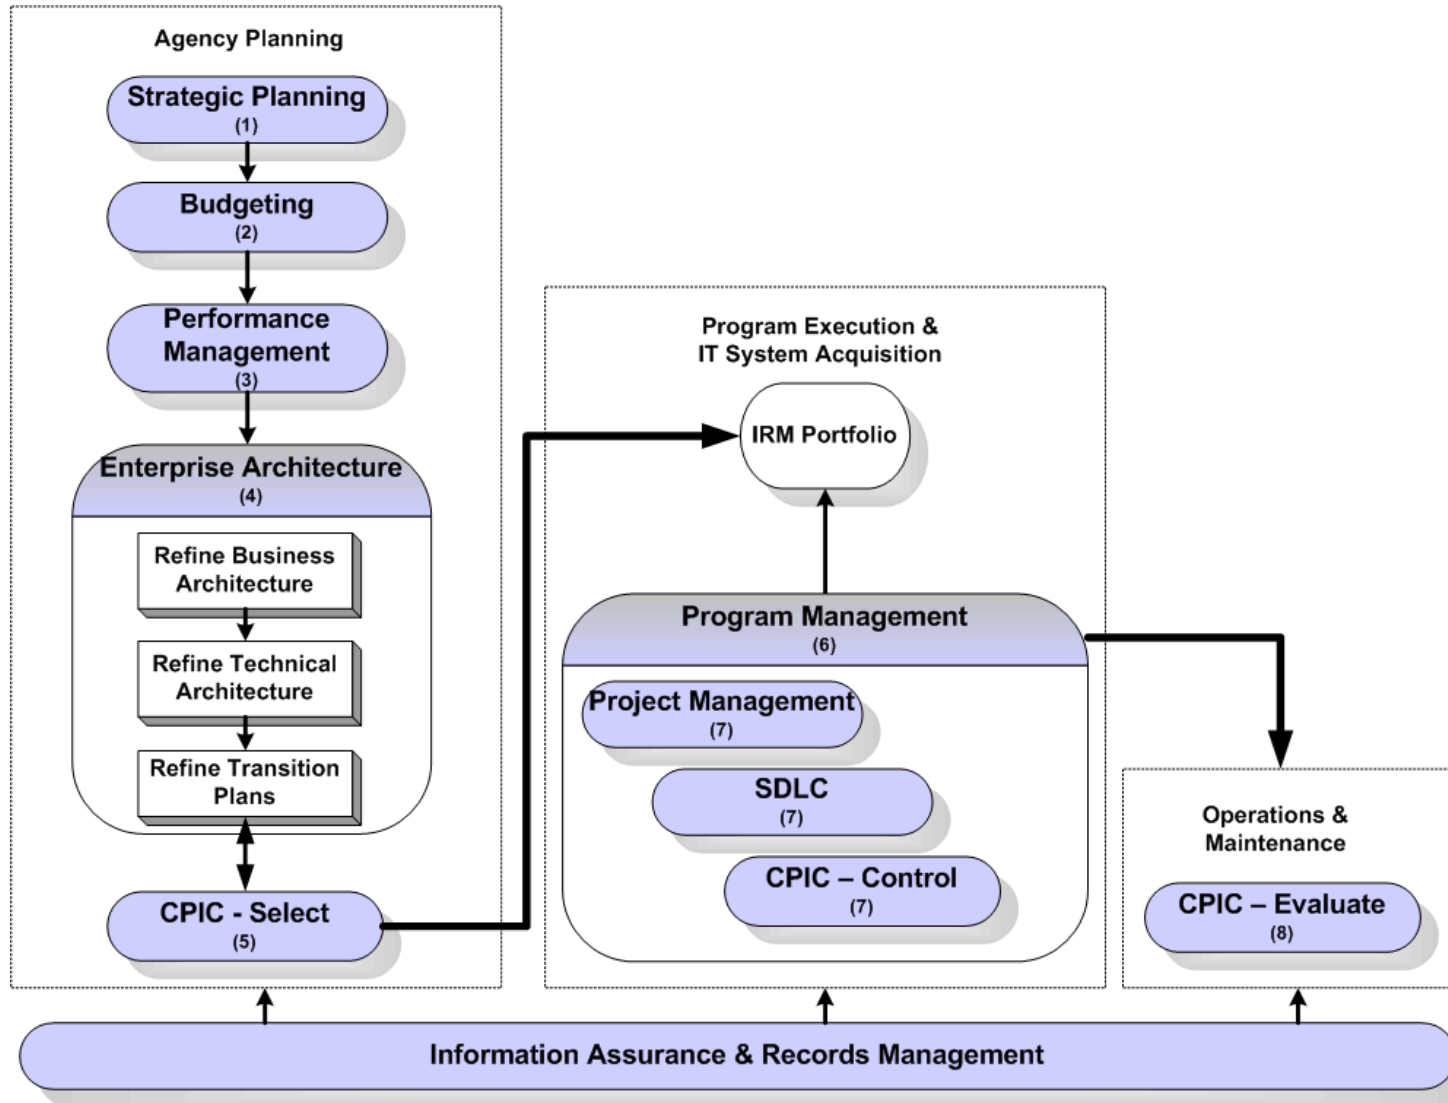 Agency Planning
Strategic Planning
(1)
Budgeting
(2)
Performance
Management
(3)
Enterprise Architecture
(4)
Refine Business
Architecture
Refine Technical
Architecture
Refine Transition
Plans
CPIC - Select
(5)
Program Execution &
IT System Acquisition
IRM Portfolio
Program Management
(6)
Project Management
(7)
SDLC
(7)
CPIC – Control
(7)
Operations &
Maintenance
CPIC – Evaluate
(8)
Information Assurance & Records Management